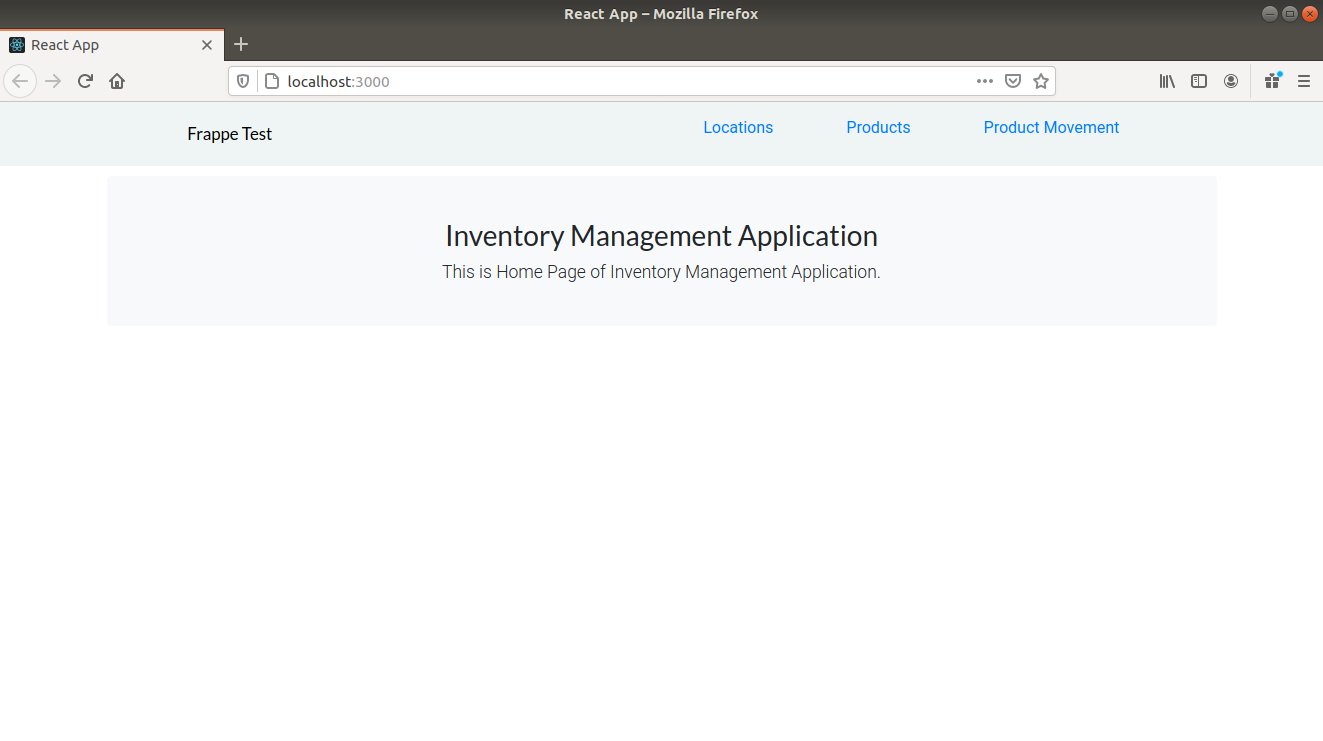 React App – Mozilla Firefox
React App
localhost:3000
Frappe Test
Locations
Products
Product Movement
Inventory Management Application
This is Home Page of Inventory Management Application.